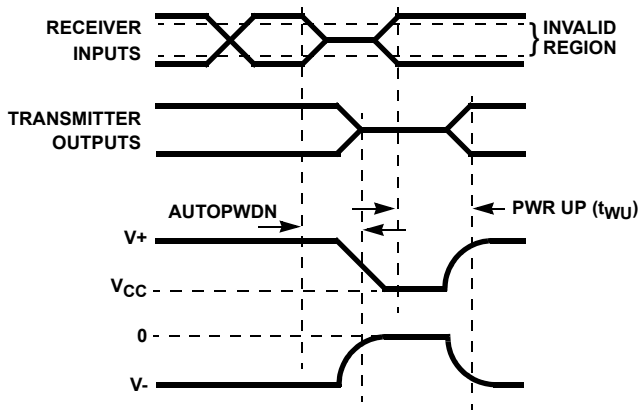 RECEIVER
INPUTS
INVALID
REGION
TRANSMITTER
OUTPUTS
AUTOPWDN
PWR UP (tWU)
V+
VCC
0
V-